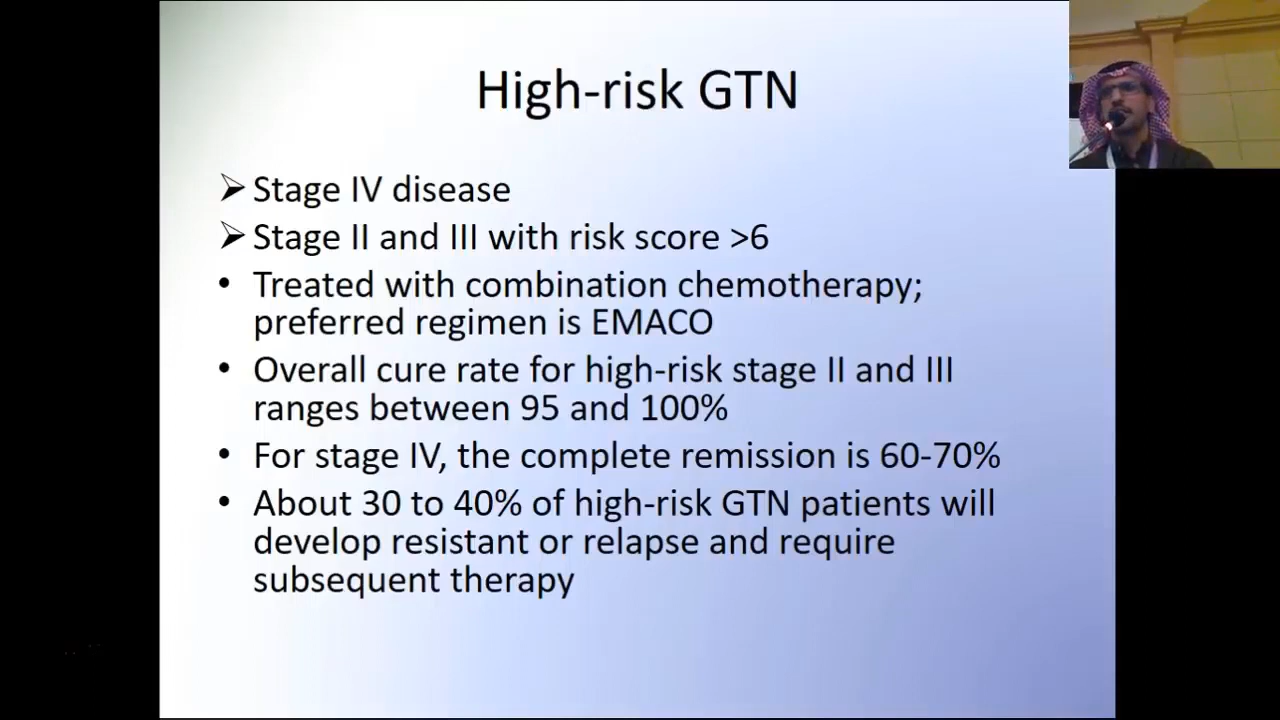 High-risk GTN
➢ Stage IV disease
➢ Stage II and III with risk score >6
• Treated with combination chemotherapy;
preferred regimen is EMACO
• Overall cure rate for high-risk stage II and III
ranges between 95 and 100%
• For stage IV, the complete remission is 60-70%
• About 30 to 40% of high-risk GTN patients will
develop resistant or relapse and require
subsequent therapy